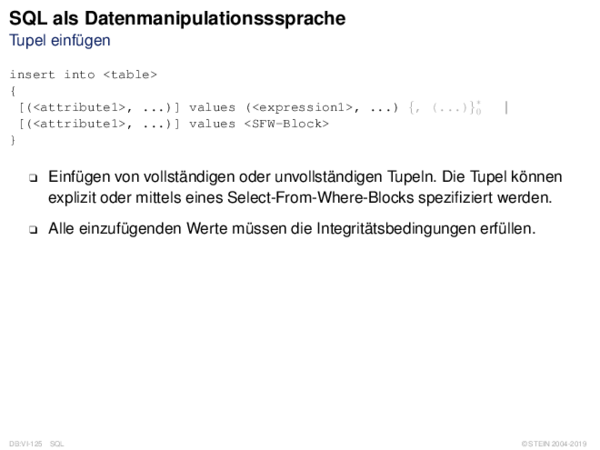 SQL als Datenmanipulationsssprache
Tupel einfügen
insert into <table>
{
[(<attribute1>, ...)] values (<expression1>, ...) {, (...)}*0 |
[(<attribute1>, ...)] values <SFW-Block>
}
❑ Einfügen von vollständigen oder unvollständigen Tupeln. Die Tupel können
explizit oder mittels eines Select-From-Where-Blocks spezifiziert werden.
❑ Alle einzufügenden Werte müssen die Integritätsbedingungen erfüllen.
DB:VI-125 SQL © STEIN 2004-2019